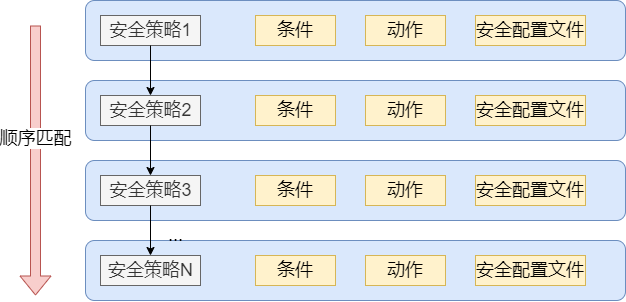 安全策略1 条件 动作 安全配置文件
安全策略2 条件 动作 安全配置文件
顺序匹配
安全策略3 条件 动作 安全配置文件
...
安全策略N 条件 动作 安全配置文件